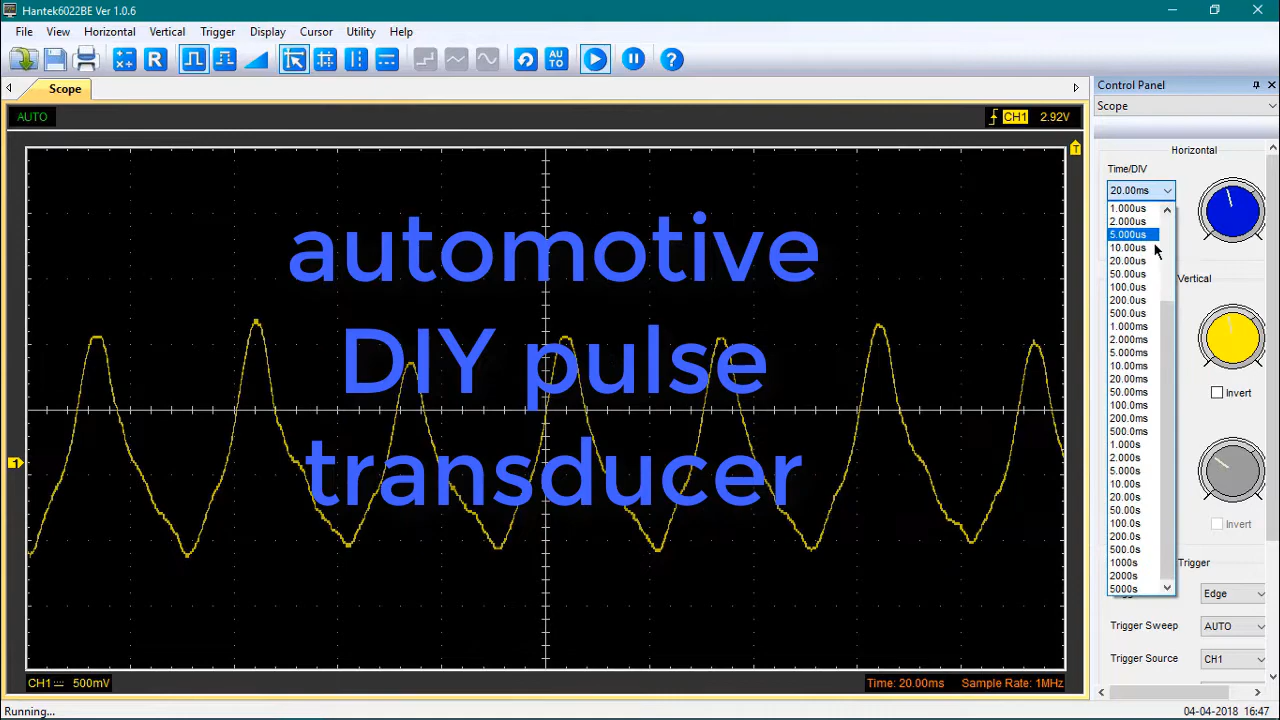 Hantek6022BE Ver 1.0.6
File View Horizontal Vertical Trigger Display Cursor Utility Help
R AU TO ?
Scope
Control Panel
Scope
AUTO
CH1 2.92V
T
Horizontal
Time/DIV
20.00ms
1.000us
2.000us
5.000us
10.00us
20.00us
50.00us
100.0us
200.0us
500.0us
1.000ms
2.000ms
5.000ms
10.00ms
20.00ms
50.00ms
100.0ms
200.0ms
500.0ms
1.000s
2.000s
5.000s
10.00s
20.00s
50.00s
100.0s
200.0s
500.0s
1000s
2000s
5000s
Vertical
Invert
Invert
Trigger
Edge
Trigger Sweep AUTO
Trigger Source CH1
automotive
DIY pulse
transducer
1
CH1 500mV
Time: 20.00ms Sample Rate: 1MHz
Running...
04-04-2018 16:47